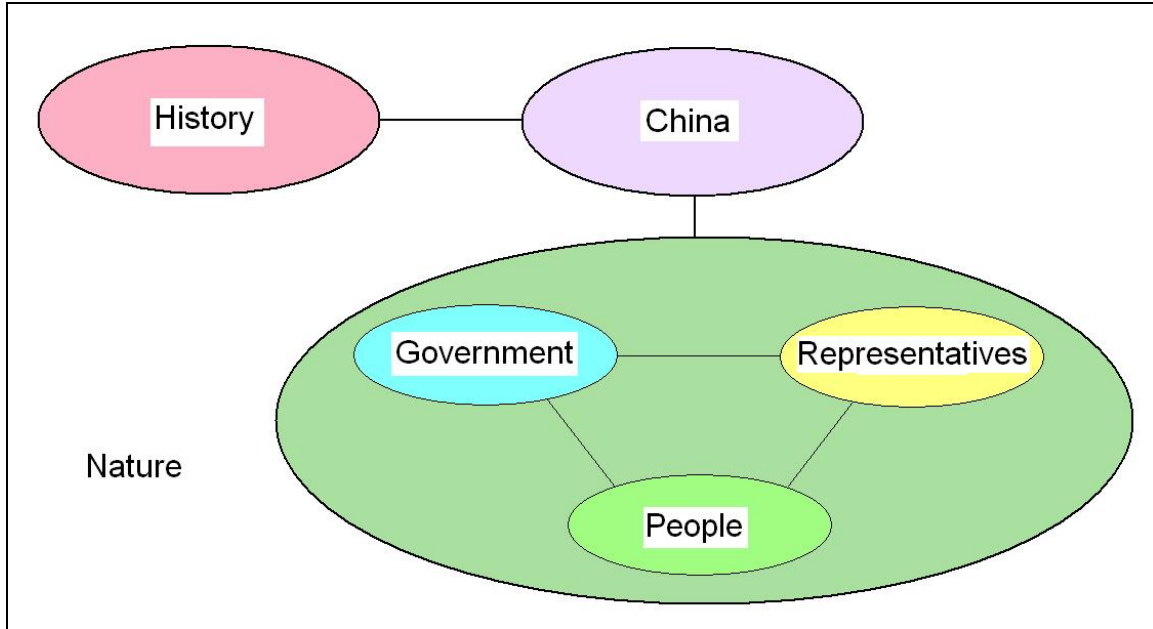 History
China
Government
Representatives
Nature
People